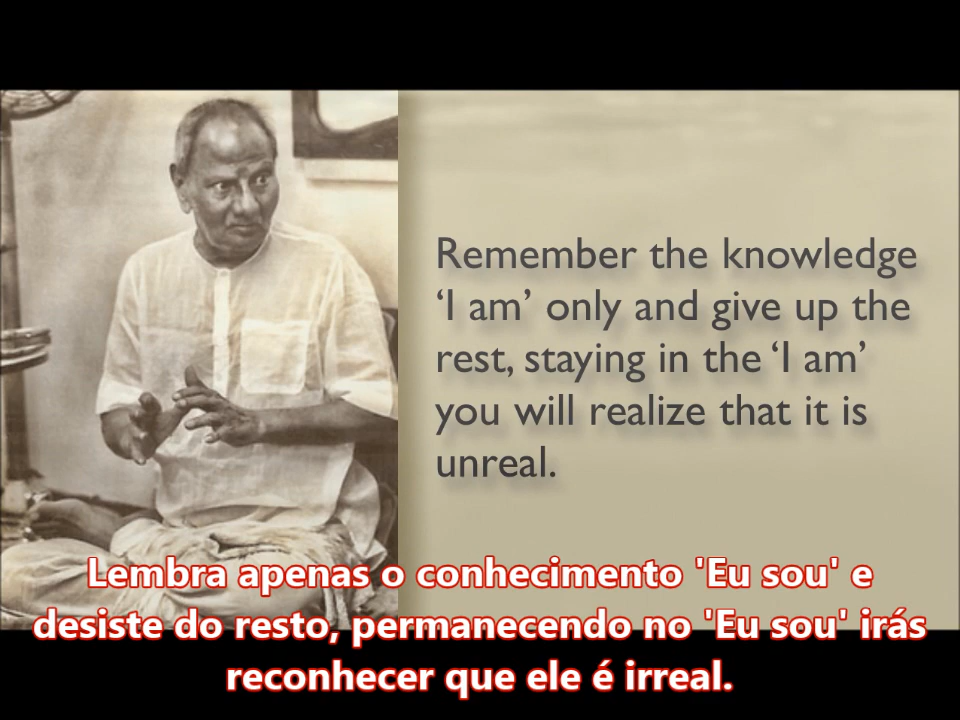 Remember the knowledge
‘I am’ only and give up the
rest, staying in the ‘I am’
you will realize that it is
unreal.
Lembra apenas o conhecimento 'Eu sou' e
desiste do resto, permanecendo no 'Eu sou' irás
reconhecer que ele é irreal.